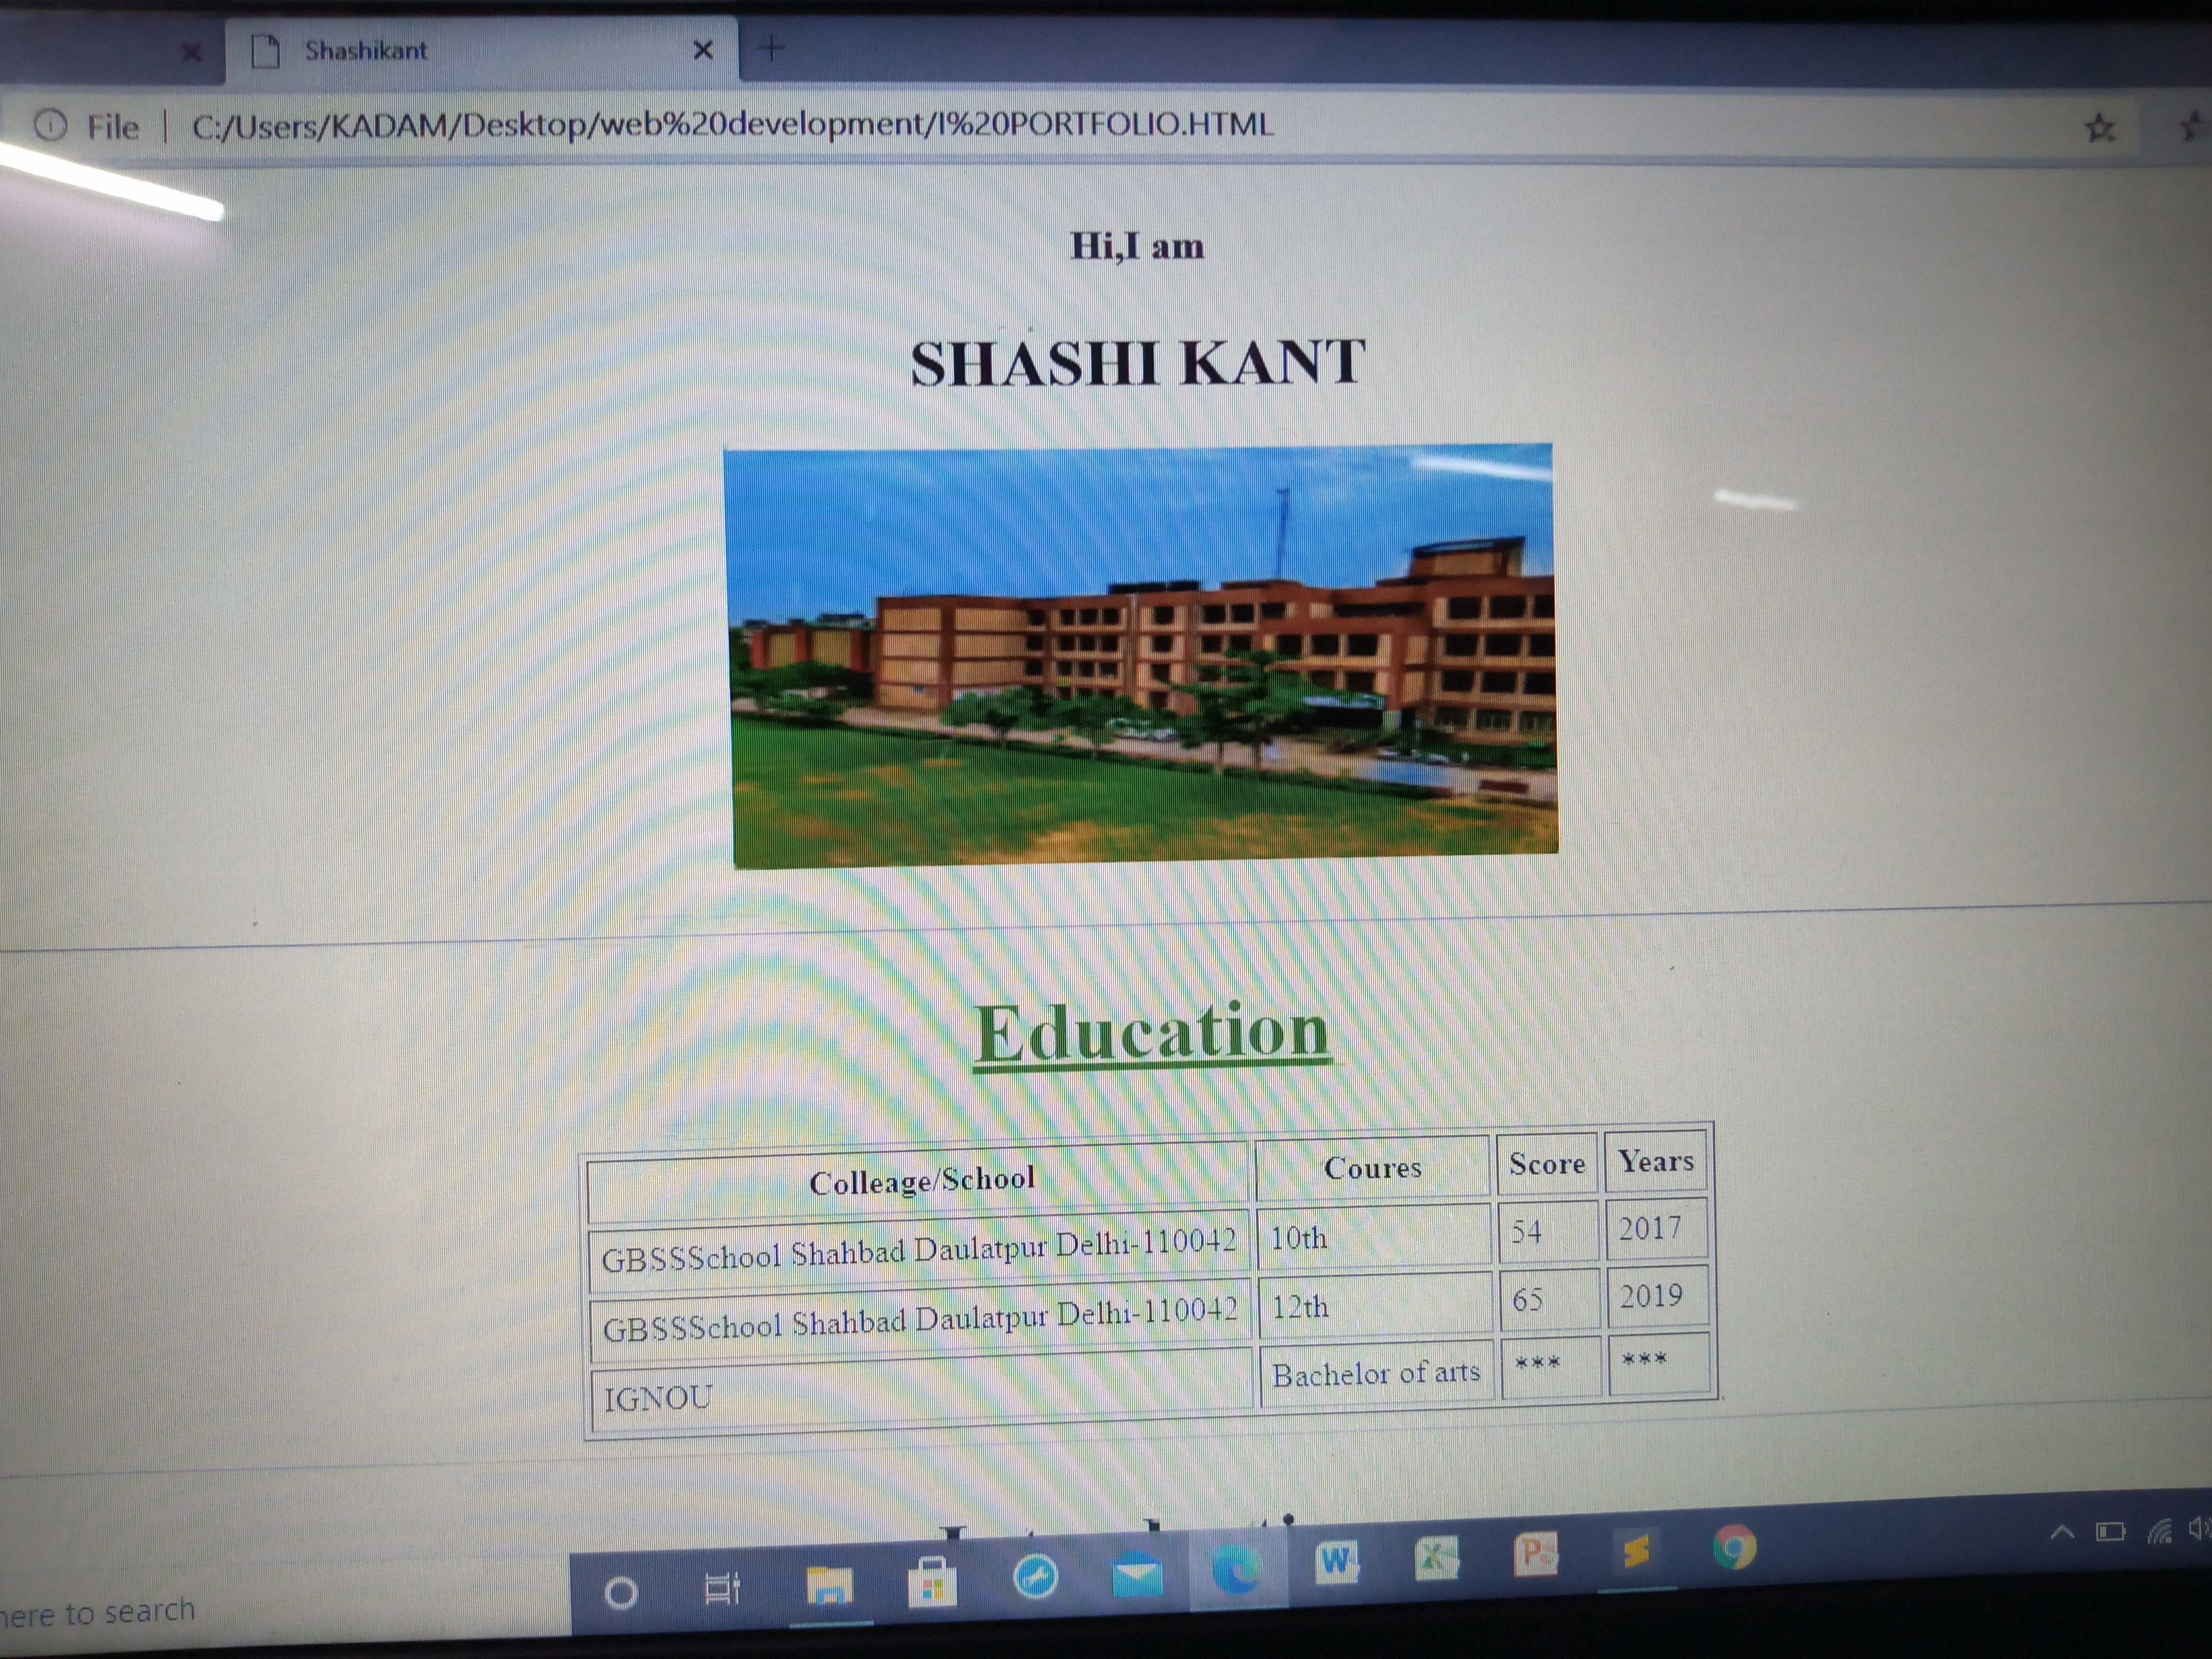 Shashikant
File | C:/Users/KADAM/Desktop/web%20development/I%20PORTFOLIO.HTML
Hi,I am
SHASHI KANT
Education
Colleage/School Coures Score Years
GBSSSchool Shahbad Daulatpur Delhi-110042 10th 54 2017
GBSSSchool Shahbad Daulatpur Delhi-110042 12th 65 2019
IGNOU Bachelor of arts *** ***
here to search